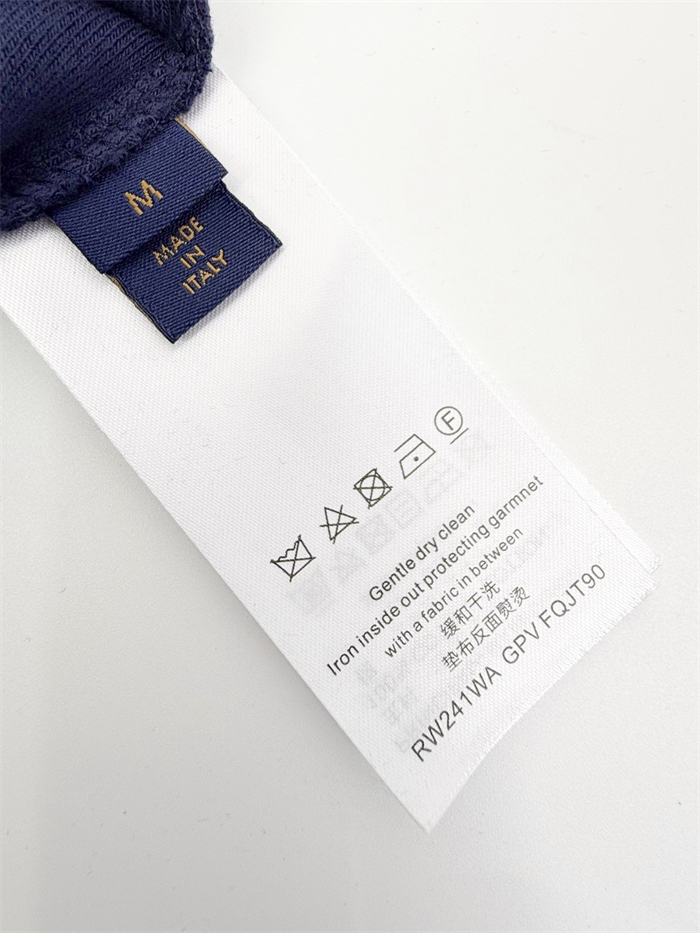 M
MADE
IN
ITALY
F
Gentle dry clean
Iron inside out protecting garmnet
with a fabric in between
缓和干洗
垫布反面熨烫
RW241WA GPV FQJT90